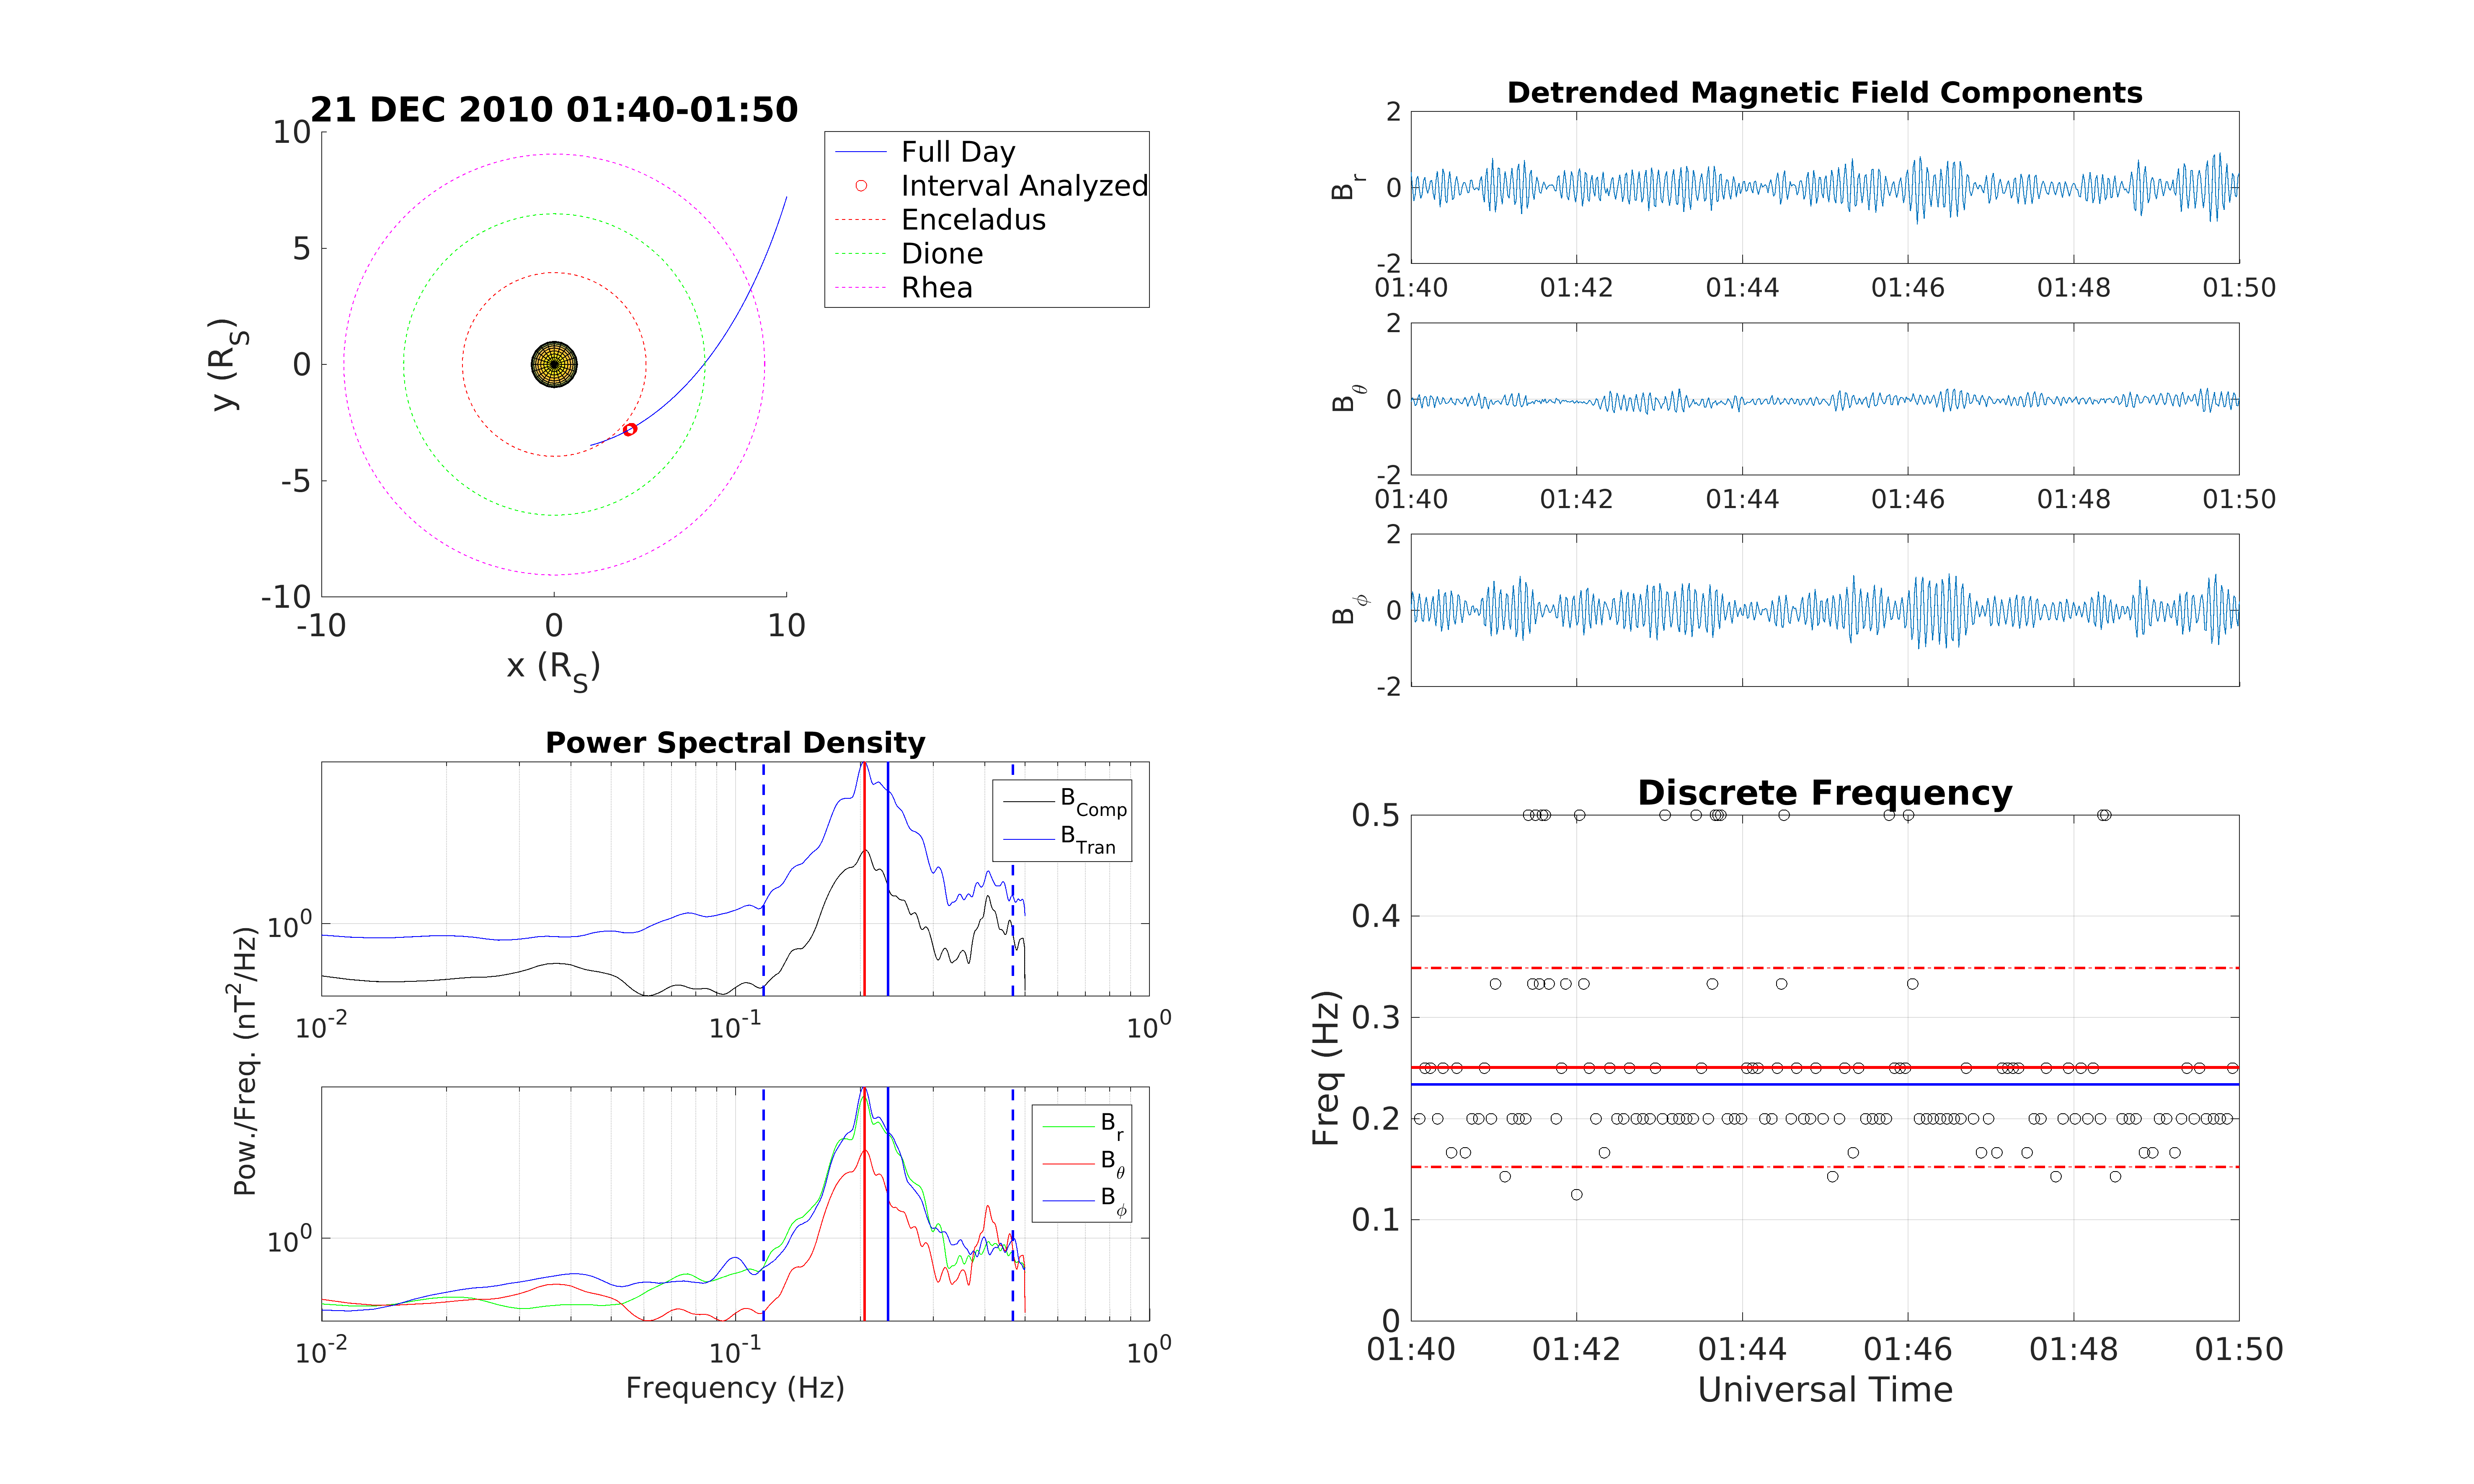 21 DEC 2010 01:40-01:50
10
5
0
-5
-10
y (R_S)
-10 0 10
x (R_S)
Full Day
Interval Analyzed
Enceladus
Dione
Rhea
Detrended Magnetic Field Components
2
0
-2
B_r
01:40 01:42 01:44 01:46 01:48 01:50
2
0
-2
B_θ
01:40 01:42 01:44 01:46 01:48 01:50
2
0
-2
B_ϕ
Power Spectral Density
10^0
B_Comp
B_Tran
10^-2 10^-1 10^0
Pow./Freq. (nT^2/Hz)
10^0
B_r
B_θ
B_ϕ
10^-2 10^-1 10^0
Frequency (Hz)
Discrete Frequency
0.5
0.4
0.3
0.2
0.1
0
Freq (Hz)
01:40 01:42 01:44 01:46 01:48 01:50
Universal Time